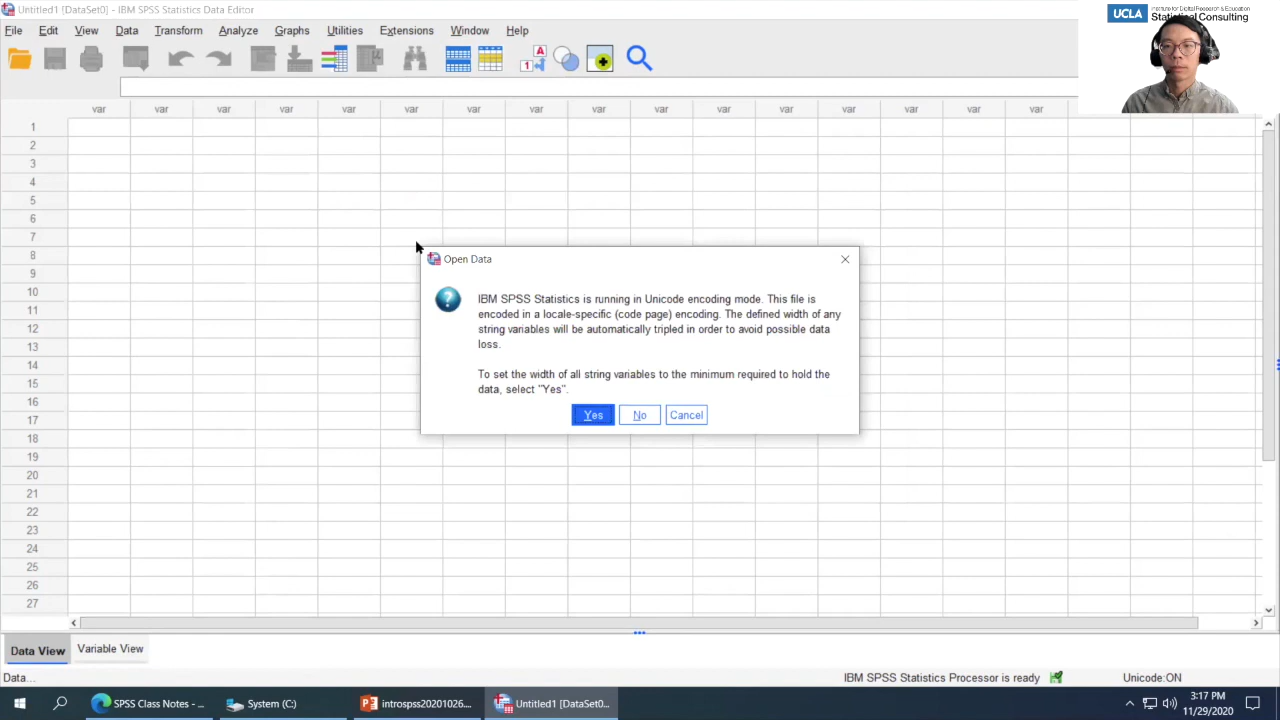 Untitled1 [DataSet0] - IBM SPSS Statistics Data Editor
UCLA Institute for Digital Research & Education
Statistical Consulting
File Edit View Data Transform Analyze Graphs Utilities Extensions Window Help
1 A
var var var var var var var var var var var var var var var var
1
2
3
4
5
6
7
8
9
10
11
12
13
14
15
16
17
18
19
20
21
22
23
24
25
26
27
Open Data
IBM SPSS Statistics is running in Unicode encoding mode. This file is
encoded in a locale-specific (code page) encoding. The defined width of any
string variables will be automatically tripled in order to avoid possible data
loss.
To set the width of all string variables to the minimum required to hold the
data, select "Yes".
Yes No Cancel
Data View Variable View
Data... IBM SPSS Statistics Processor is ready Unicode:ON
SPSS Class Notes - ... System (C:) introspss20201026... Untitled1 [DataSet0... 3:17 PM
11/29/2020